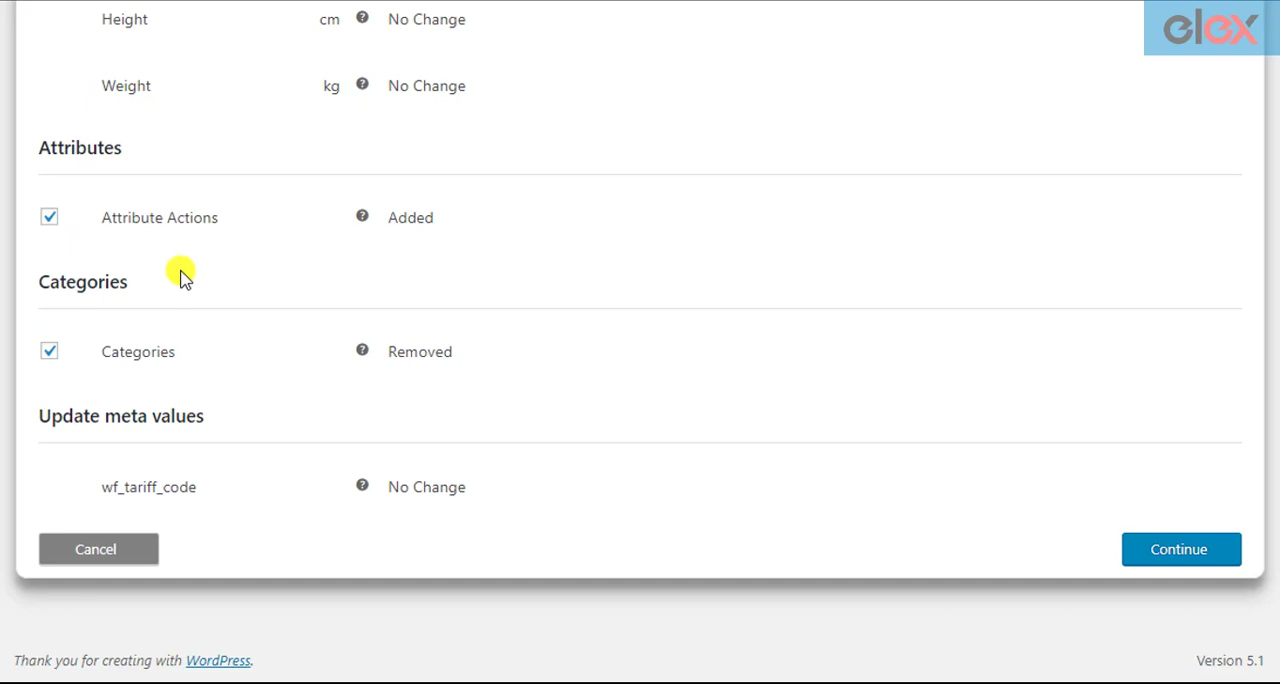 elex
Height cm ? No Change
Weight kg ? No Change
Attributes
Attribute Actions ? Added
Categories
Categories ? Removed
Update meta values
wf_tariff_code ? No Change
Cancel Continue
Thank you for creating with WordPress. Version 5.1